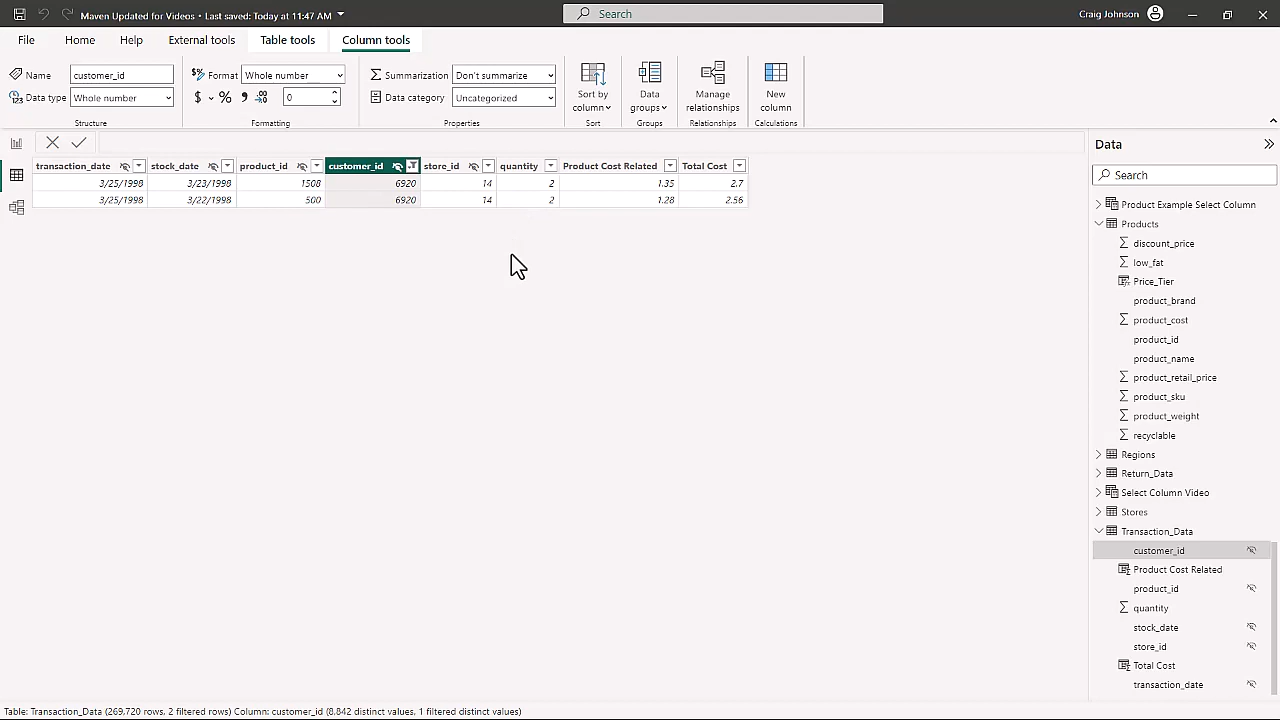 Maven Updated for Videos • Last saved: Today at 11:47 AM
Search
Craig Johnson
File
Home
Help
External tools
Table tools
Column tools
Name
customer_id
Data type
Whole number
Structure
Format
Whole number
$
%
0
Formatting
Summarization
Don't summarize
Data category
Uncategorized
Properties
Sort by
column
Sort
Data
groups
Groups
Manage
relationships
Relationships
New
column
Calculations
transaction_date stock_date product_id customer_id store_id quantity Product Cost Related Total Cost
3/25/1998 3/23/1998 1508 6920 14 2 1.35 2.7
3/25/1998 3/22/1998 500 6920 14 2 1.28 2.56
Data
Search
Product Example Select Column
Products
discount_price
low_fat
Price_Tier
product_brand
product_cost
product_id
product_name
product_retail_price
product_sku
product_weight
recyclable
Regions
Return_Data
Select Column Video
Stores
Transaction_Data
customer_id
Product Cost Related
product_id
quantity
stock_date
store_id
Total Cost
transaction_date
Table: Transaction_Data (269,720 rows, 2 filtered rows) Column: customer_id (8,842 distinct values, 1 filtered distinct values)